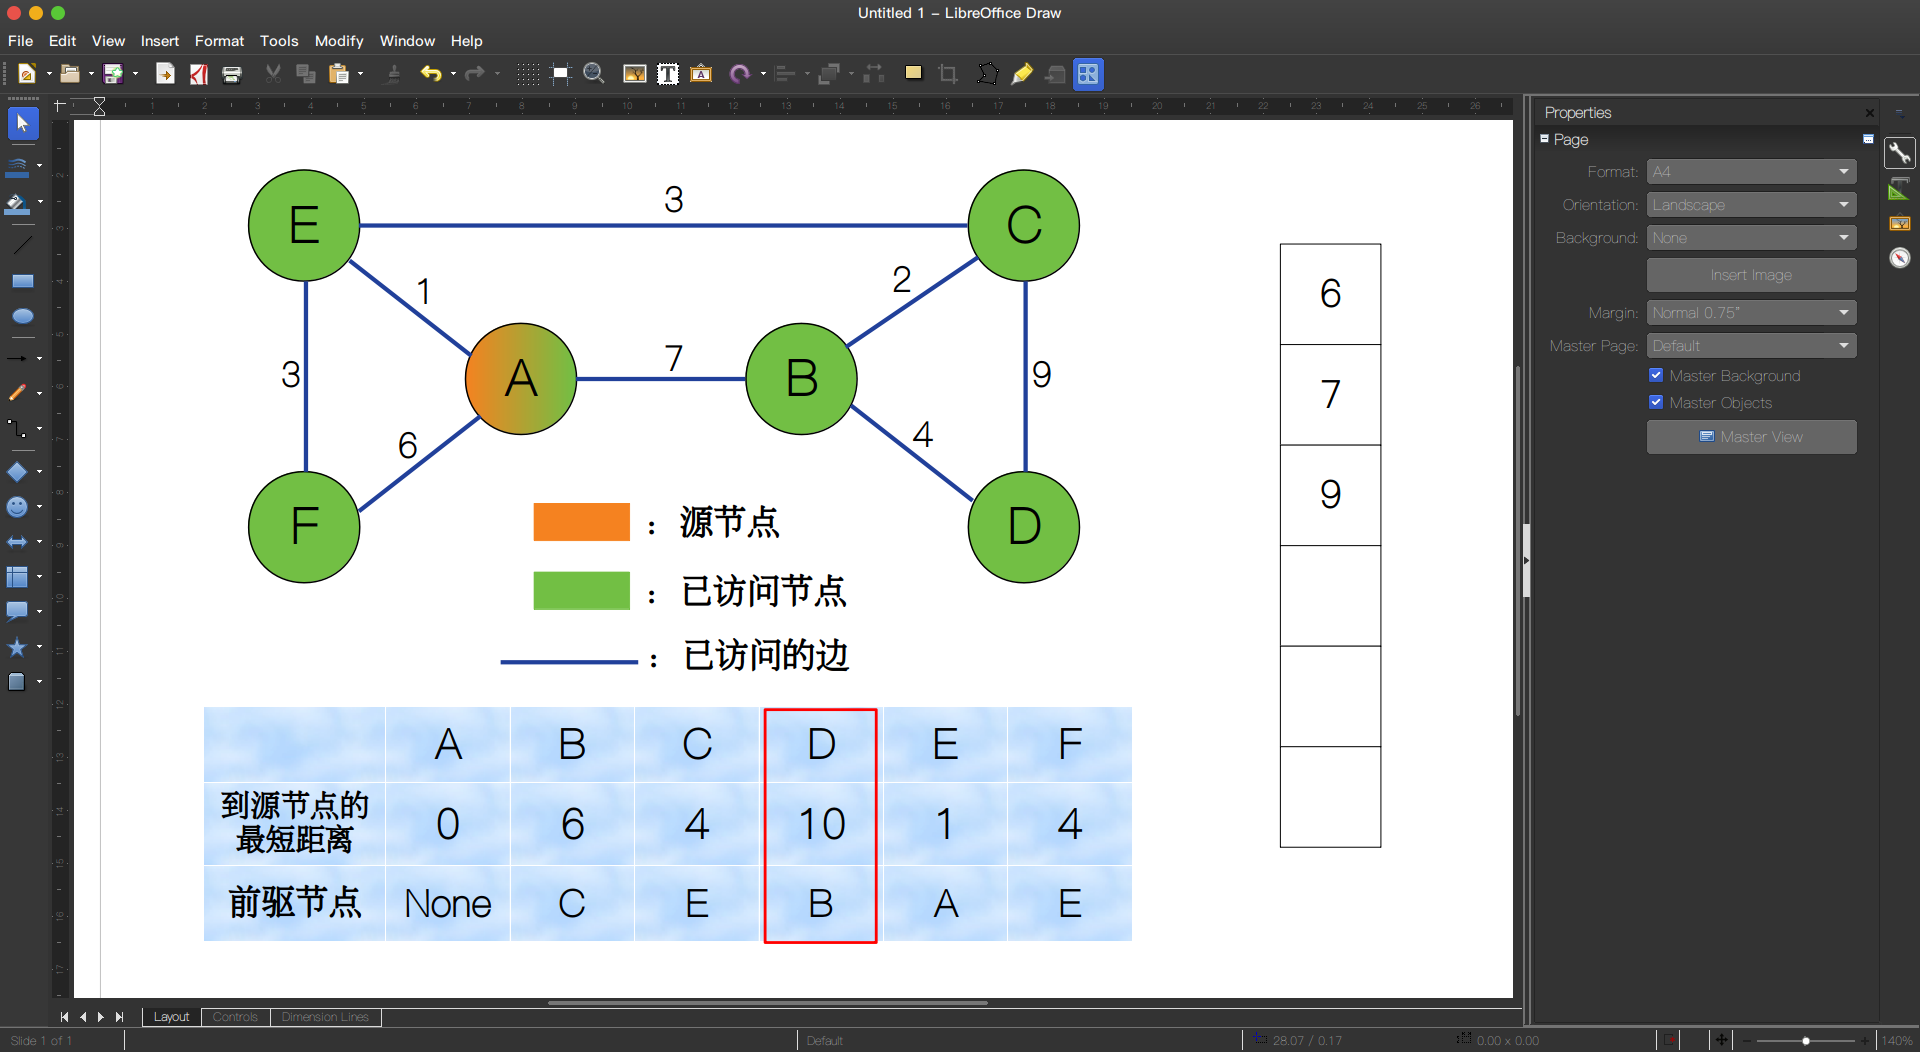 Untitled 1 – LibreOffice Draw
File Edit View Insert Format Tools Modify Window Help
Properties
Page
Format: A4
Orientation: Landscape
Background: None
Insert Image
Margin: Normal 0.75"
Master Page: Default
Master Background
Master Objects
Master View
E 3 C
1 2
3 A 7 B 9
6 4
F D
：源节点
：已访问节点
：已访问的边
6
7
9
A B C D E F
到源节点的
最短距离 0 6 4 10 1 4
前驱节点 None C E B A E
Layout Controls Dimension Lines
Slide 1 of 1 Default 28.07 / 0.17 0.00 x 0.00 140%